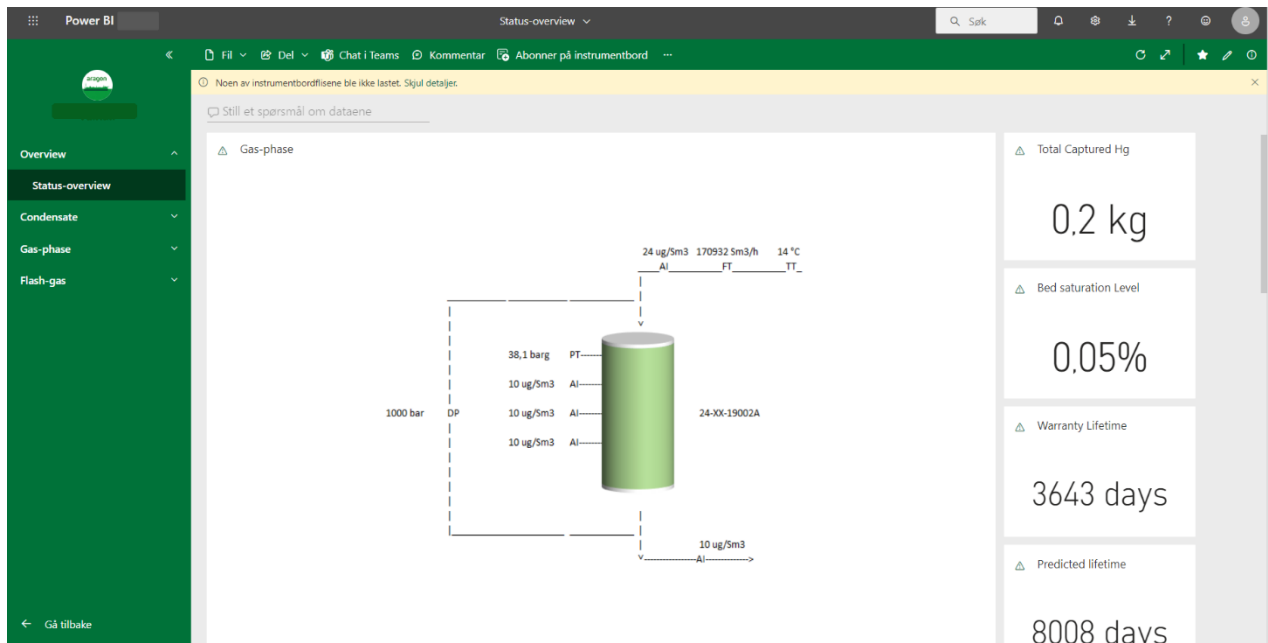 Power BI
Status-overview
Søk
Fil
Del
Chat i Teams
Kommentar
Abonner på instrumentbord
Noen av instrumentbordflisene ble ikke lastet. Skjul detaljer.
Still et spørsmål om dataene
aragon
Overview
Status-overview
Condensate
Gas-phase
Flash-gas
Gå tilbake
Gas-phase
24 ug/Sm3 170932 Sm3/h 14 °C
AI FT TT
38,1 barg PT
10 ug/Sm3 AI
1000 bar DP 10 ug/Sm3 AI 24-XX-19002A
10 ug/Sm3 AI
10 ug/Sm3
AI
Total Captured Hg
0,2 kg
Bed saturation Level
0,05%
Warranty Lifetime
3643 days
Predicted lifetime
8008 days